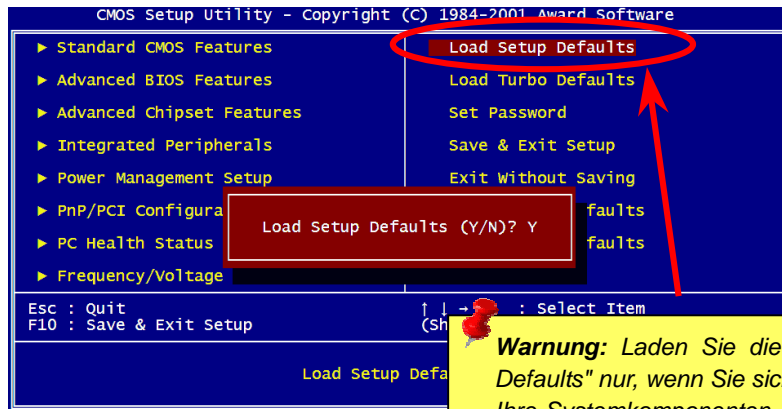 CMOS Setup Utility - Copyright (C) 1984-2001 Award Software
► Standard CMOS Features
► Advanced BIOS Features
► Advanced Chipset Features
► Integrated Peripherals
► Power Management Setup
► PnP/PCI Configura
► PC Health Status
► Frequency/Voltage
Load Setup Defaults
Load Turbo Defaults
Set Password
Save & Exit Setup
Exit Without Saving
faults
faults
Load Setup Defaults (Y/N)? Y
Esc : Quit
F10 : Save & Exit Setup
↑ ↓ → : Select Item
(Sh
Load Setup Defa
Warnung: Laden Sie die
Defaults" nur, wenn Sie sic
Ihre Systemkomponenten